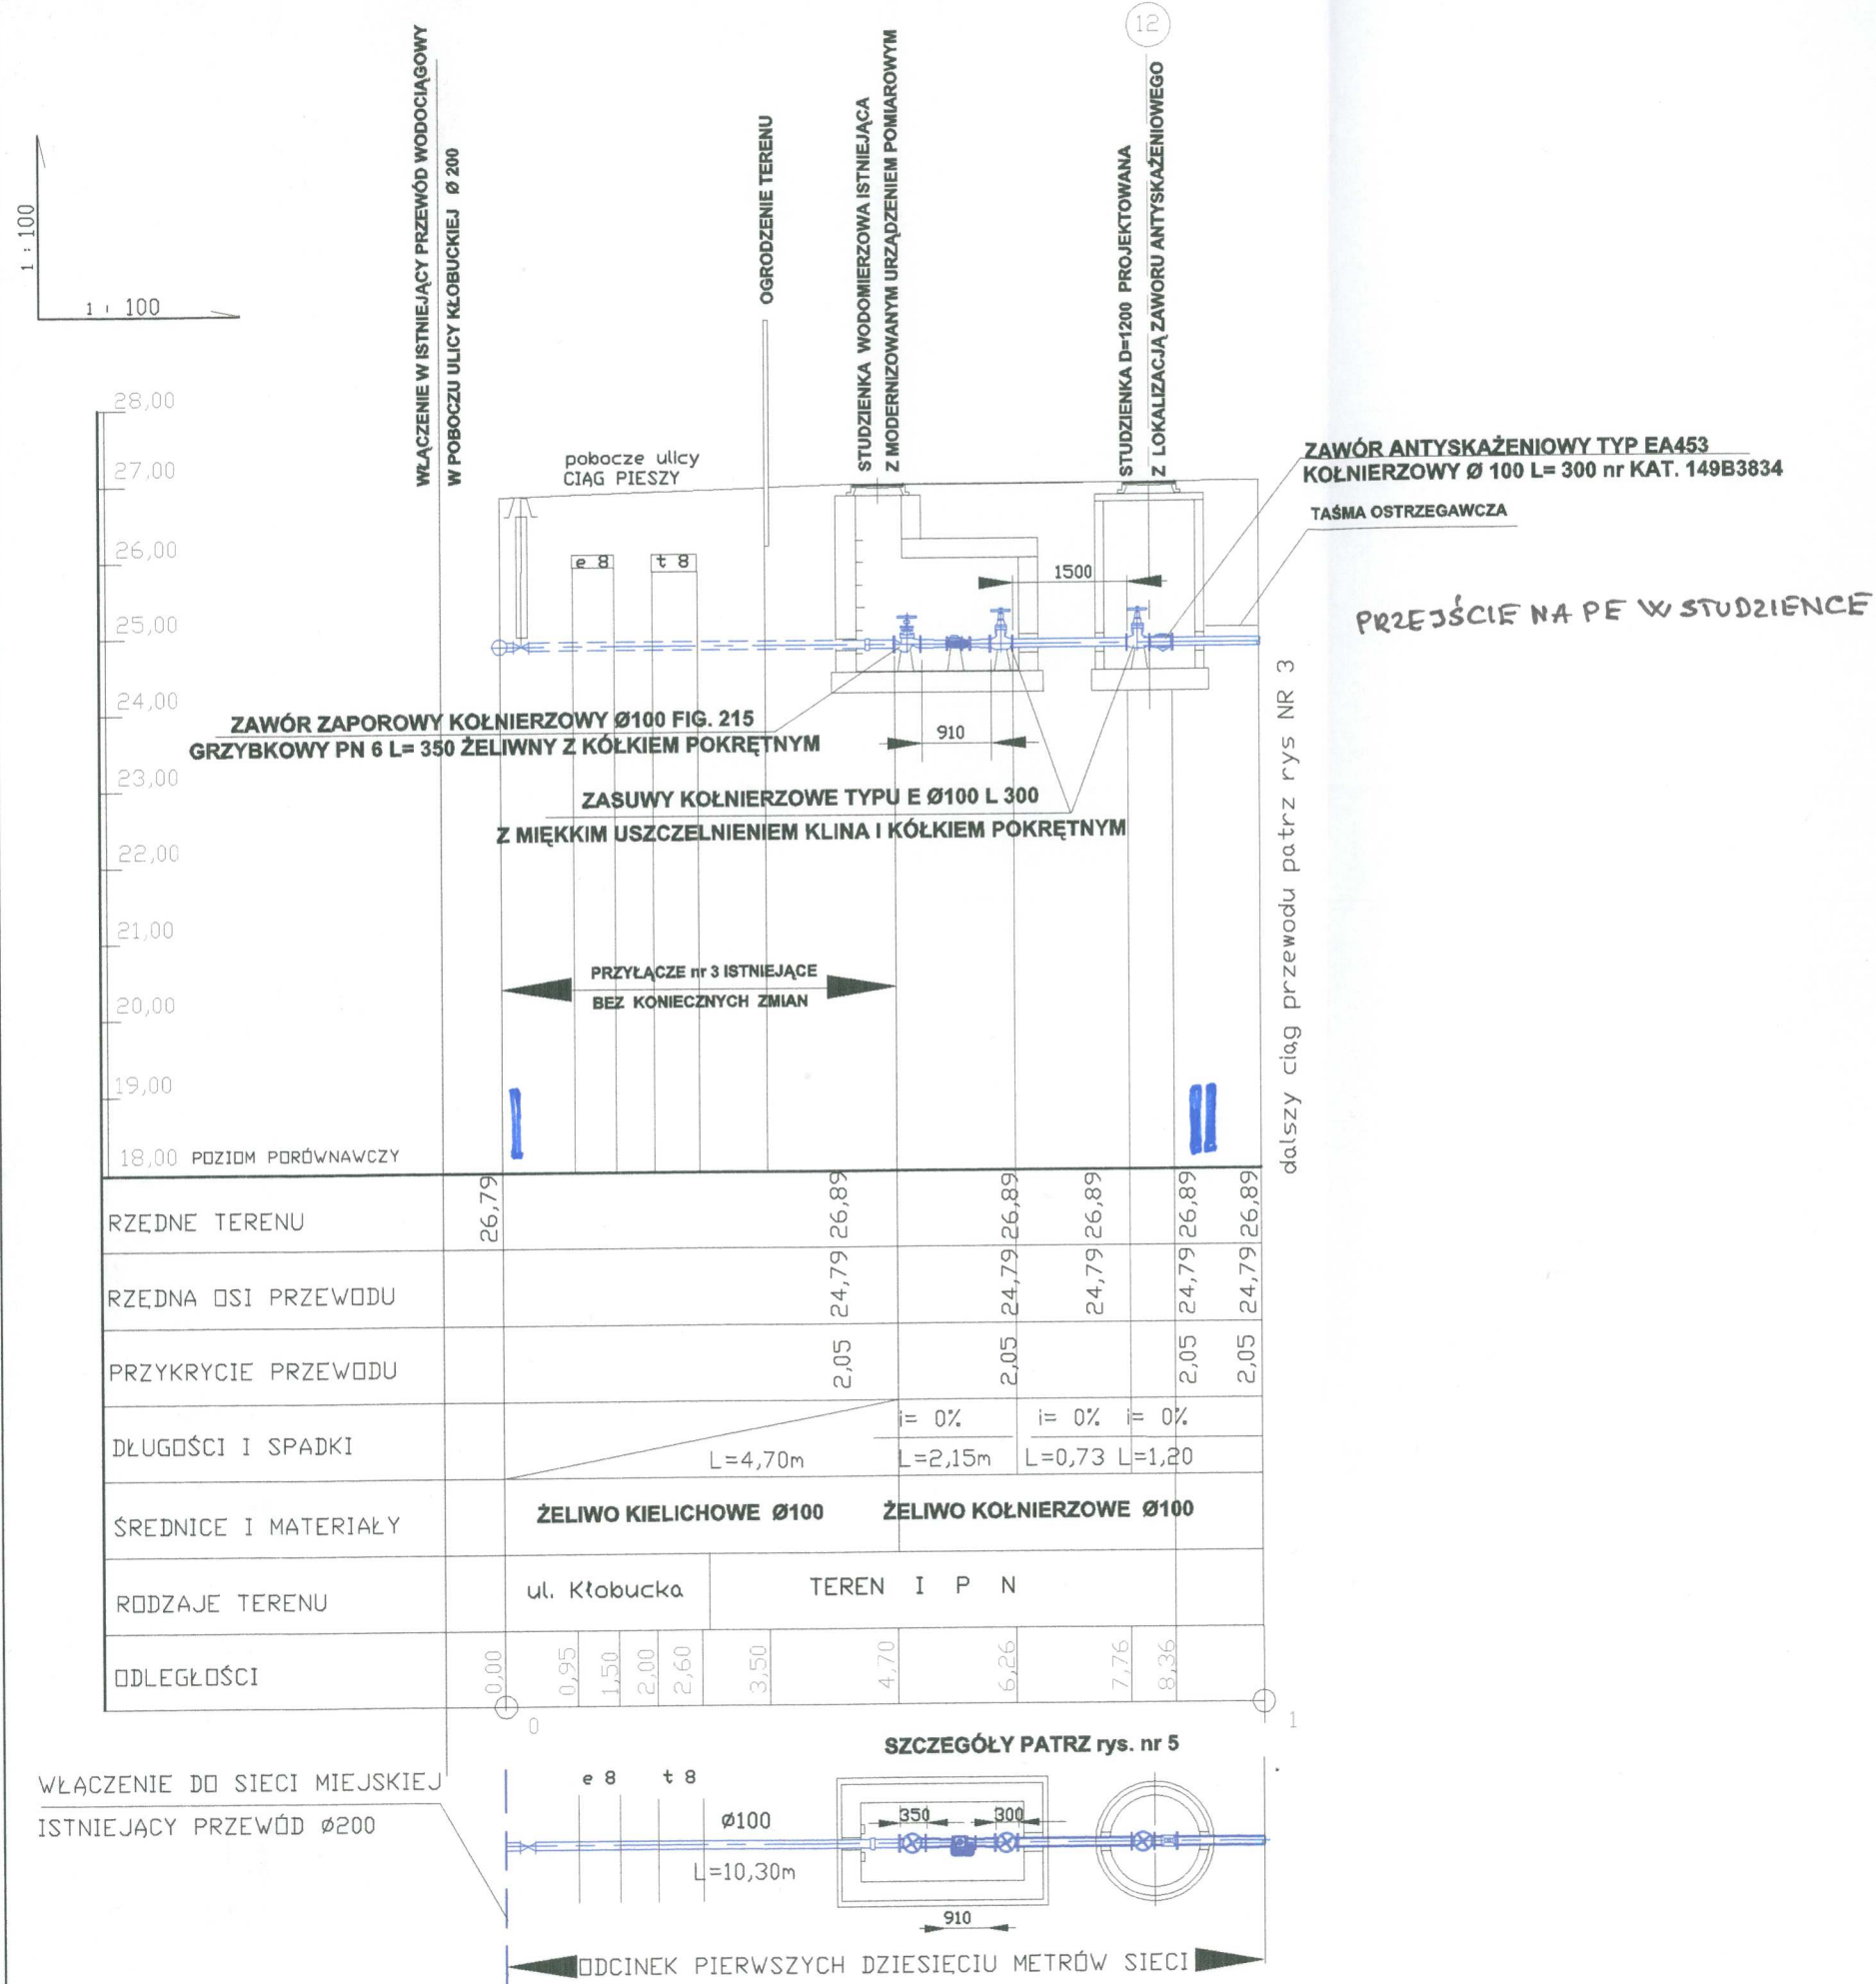 12
WŁĄCZENIE W ISTNIEJĄCY PRZEWÓD WODOCIĄGOWY
W POBOCZU ULICY KŁOBUCKIEJ Ø 200
OGRODZENIE TERENU
STUDZIENKA WODOMIERZOWA ISTNIEJĄCA
Z MODERNIZOWANYM URZĄDZENIEM POMIAROWYM
STUDZIENKA D=1200 PROJEKTOWANA
Z LOKALIZACJĄ ZAWORU ANTYSKAŻENIOWEGO
1 : 100
1 : 100
28,00
27,00
26,00
25,00
24,00
23,00
22,00
21,00
20,00
19,00
18,00 POZIOM PORÓWNAWCZY
pobocze ulicy
CIĄG PIESZY
ZAWÓR ANTYSKAŻENIOWY TYP EA453
KOŁNIERZOWY Ø 100 L= 300 nr KAT. 149B3834
TAŚMA OSTRZEGAWCZA
e 8
t 8
1500
PRZEJŚCIE NA PE W STUDZIENCE
ZAWÓR ZAPOROWY KOŁNIERZOWY Ø100 FIG. 215
GRZYBKOWY PN 6 L= 350 ŻELIWNY Z KÓŁKIEM POKRĘTNYM
910
ZASUWY KOŁNIERZOWE TYPU E Ø100 L 300
Z MIĘKKIM USZCZELNIENIEM KLINA I KÓŁKIEM POKRĘTNYM
dalszy ciąg przewodu patrz rys NR 3
PRZYŁĄCZE nr 3 ISTNIEJĄCE
BEZ KONIECZNYCH ZMIAN
I
II
RZĘDNE TERENU
26,79
26,89
26,89
26,89
26,89
26,89
RZĘDNA OSI PRZEWODU
24,79
24,79
24,79
24,79
24,79
PRZYKRYCIE PRZEWODU
2,05
2,05
2,05
2,05
DŁUGOŚCI I SPADKI
i= 0%
i= 0%
i= 0%
L=4,70m
L=2,15m
L=0,73
L=1,20
ŚREDNICE I MATERIAŁY
ŻELIWO KIELICHOWE Ø100
ŻELIWO KOŁNIERZOWE Ø100
RODZAJE TERENU
ul. Kłobucka
TEREN I P N
ODLEGŁOŚCI
0,00
0,95
1,50
2,00
2,60
3,50
4,70
6,26
7,76
8,36
0
1
SZCZEGÓŁY PATRZ rys. nr 5
WŁĄCZENIE DO SIECI MIEJSKIEJ
ISTNIEJĄCY PRZEWÓD Ø200
e 8
t 8
Ø100
350
300
L=10,30m
910
ODCINEK PIERWSZYCH DZIESIĘCIU METRÓW SIECI